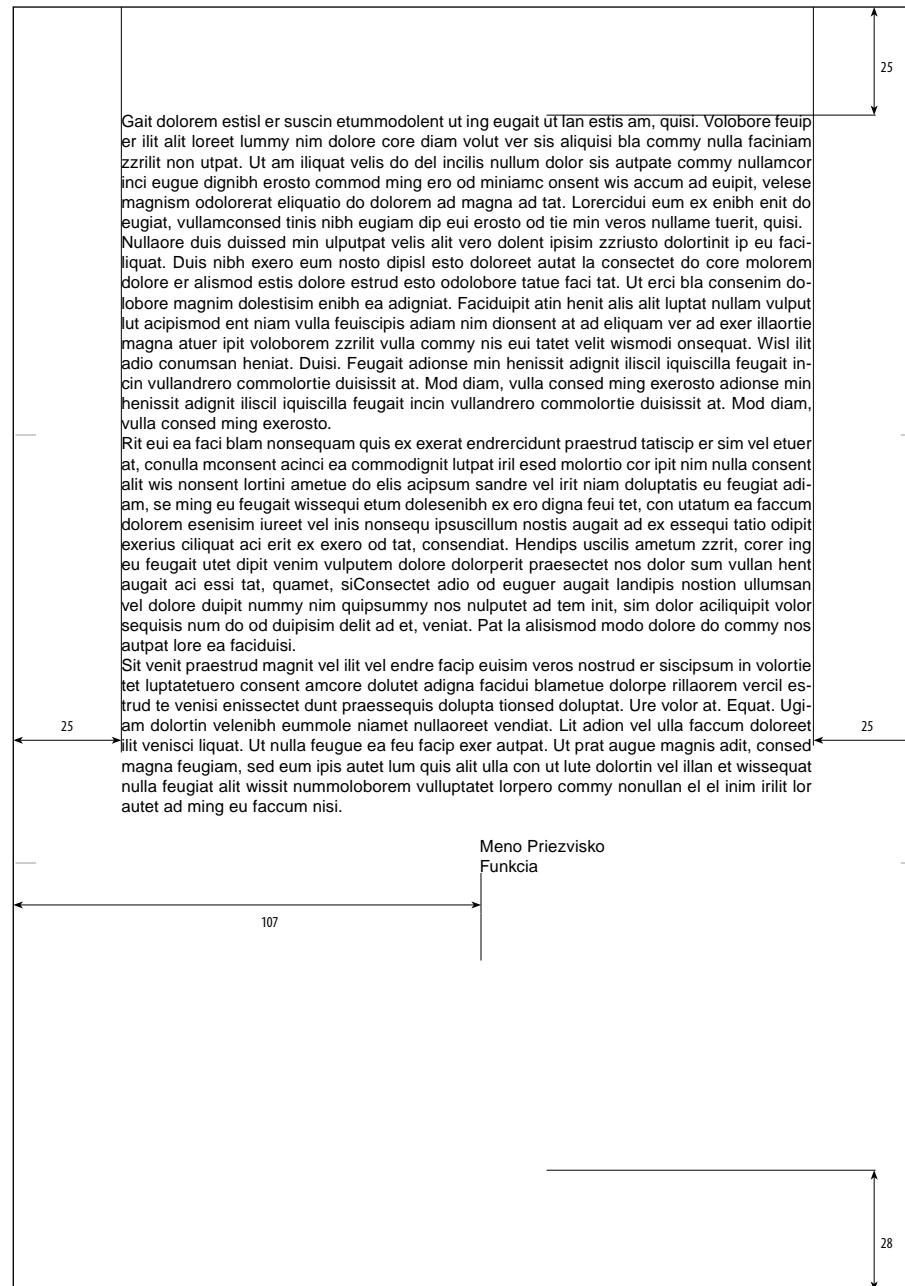 25
Gait dolorem estisl er suscin etummodolent ut ing eugait ut lan estis am, quisi. Volobore feuip
er ilit alit loreet lummy nim dolore core diam volut ver sis aliquisi bla commy nulla faciniam
zzrilit non utpat. Ut am iliquat velis do del incilis nullum dolor sis autpate commy nullamcor
inci eugue dignibh erosto commod ming ero od miniamc onsent wis accum ad euipit, velese
magnism odolorerat eliquatio do dolorem ad magna ad tat. Lorercidui eum ex enibh enit do
eugiat, vullamconsed tinis nibh eugiam dip eui erosto od tie min veros nullame tuerit, quisi.
Nullaore duis duissed min ulputpat velis alit vero dolent ipisim zzriusto dolortinit ip eu faci-
liquat. Duis nibh exero eum nosto dipisl esto doloreet autat la consectet do core molorem
dolore er alismod estis dolore estrud esto odolobore tatue faci tat. Ut erci bla consenim do-
lobore magnim dolestisim enibh ea adigniat. Faciduipit atin henit alis alit luptat nullam vulput
lut acipismod ent niam vulla feuiscipis adiam nim dionsent at ad eliquam ver ad exer illaortie
magna atuer ipit voloborem zzrilit vulla commy nis eui tatet velit wismodi onsequat. Wisl ilit
adio conumsan heniat. Duisi. Feugait adionse min henissit adignit iliscil iquiscilla feugait in-
cin vullandrero commolortie duisissit at. Mod diam, vulla consed ming exerosto adionse min
henissit adignit iliscil iquiscilla feugait incin vullandrero commolortie duisissit at. Mod diam,
vulla consed ming exerosto.
Rit eui ea faci blam nonsequam quis ex exerat endrercidunt praestrud tatiscip er sim vel etuer
at, conulla mconsent acinci ea commodignit lutpat iril esed molortio cor ipit nim nulla consent
alit wis nonsent lortini ametue do elis acipsum sandre vel irit niam doluptatis eu feugiat adi-
am, se ming eu feugait wissequi etum dolesenibh ex ero digna feui tet, con utatum ea faccum
dolorem esenisim iureet vel inis nonsequ ipsuscillum nostis augait ad ex essequi tatio odipit
exerius ciliquat aci erit ex exero od tat, consendiat. Hendips uscilis ametum zzrit, corer ing
eu feugait utet dipit venim vulputem dolore dolorperit praesectet nos dolor sum vullan hent
augait aci essi tat, quamet, siConsectet adio od euguer augait landipis nostion ullumsan
vel dolore duipit nummy nim quipsummy nos nulputet ad tem init, sim dolor aciliquipit volor
sequisis num do od duipisim delit ad et, veniat. Pat la alisismod modo dolore do commy nos
autpat lore ea faciduisi.
Sit venit praestrud magnit vel ilit vel endre facip euisim veros nostrud er siscipsum in volortie
tet luptatetuero consent amcore dolutet adigna facidui blametue dolorpe rillaorem vercil es-
trud te venisi enissectet dunt praessequis dolupta tionsed doluptat. Ure volor at. Equat. Ugi-
am dolortin velenibh eummole niamet nullaoreet vendiat. Lit adion vel ulla faccum doloreet
ilit venisci liquat. Ut nulla feugue ea feu facip exer autpat. Ut prat augue magnis adit, consed
magna feugiam, sed eum ipis autet lum quis alit ulla con ut lute dolortin vel illan et wissequat
nulla feugiat alit wissit nummoloborem vulluptatet lorpero commy nonullan el el inim irilit lor
autet ad ming eu faccum nisi.
25
25
Meno Priezvisko
Funkcia
107
28